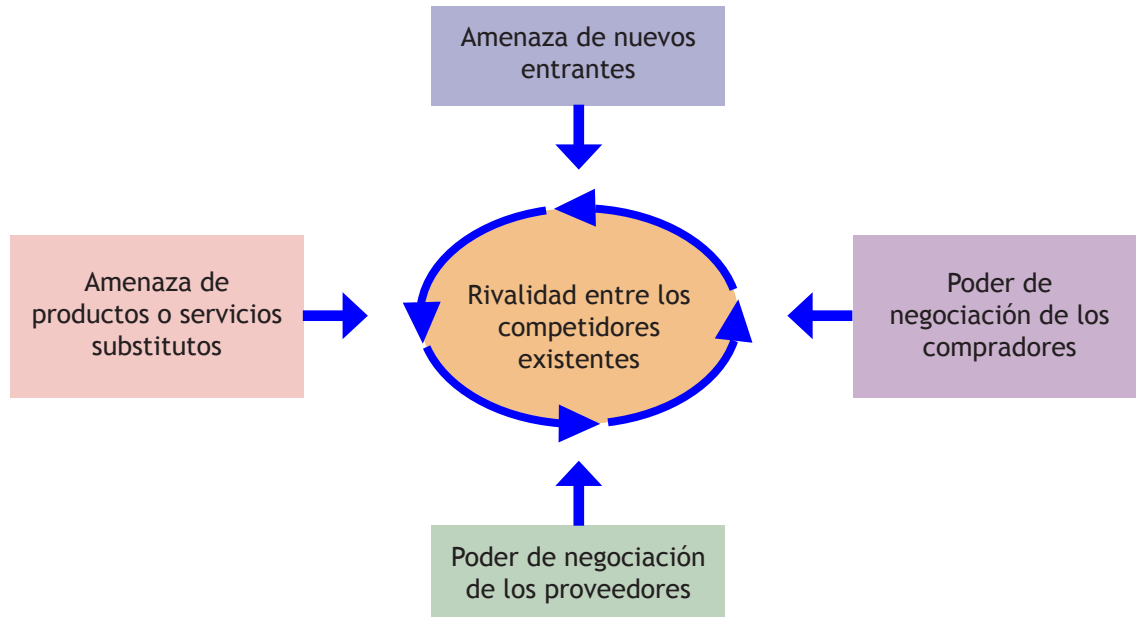 Amenaza de nuevos
entrantes
Amenaza de
productos o servicios
substitutos
Rivalidad entre los
competidores
existentes
Poder de
negociación de los
compradores
Poder de negociación
de los proveedores